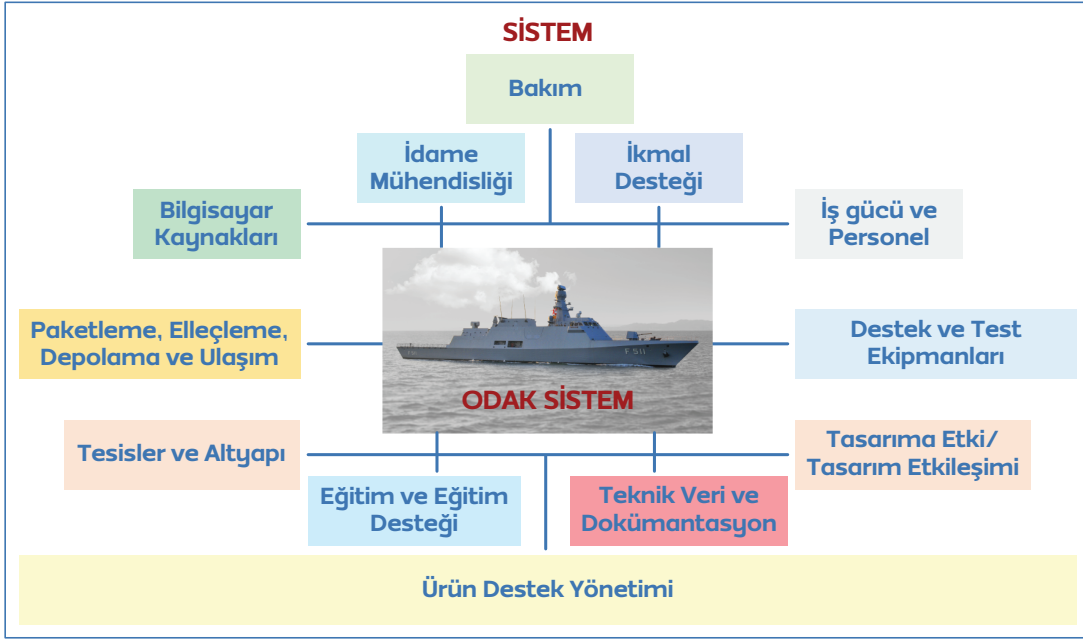 SİSTEM
Bakım
İdame
Mühendisliği
İkmal
Desteği
Bilgisayar
Kaynakları
İş gücü ve
Personel
Paketleme, Elleçleme,
Depolama ve Ulaşım
Destek ve Test
Ekipmanları
F 511
ODAK SİSTEM
Tesisler ve Altyapı
Tasarıma Etki/
Tasarım Etkileşimi
Eğitim ve Eğitim
Desteği
Teknik Veri ve
Dokümantasyon
Ürün Destek Yönetimi